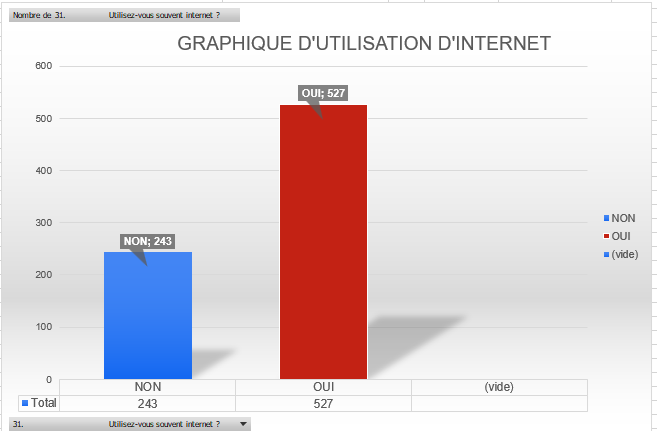 Nombre de 31. Utilisez-vous souvent internet ?
GRAPHIQUE D'UTILISATION D'INTERNET
600
500
400
300
200
100
0
OUI; 527
NON; 243
NON
OUI
(vide)
NON OUI (vide)
Total 243 527
31. Utilisez-vous souvent internet ?